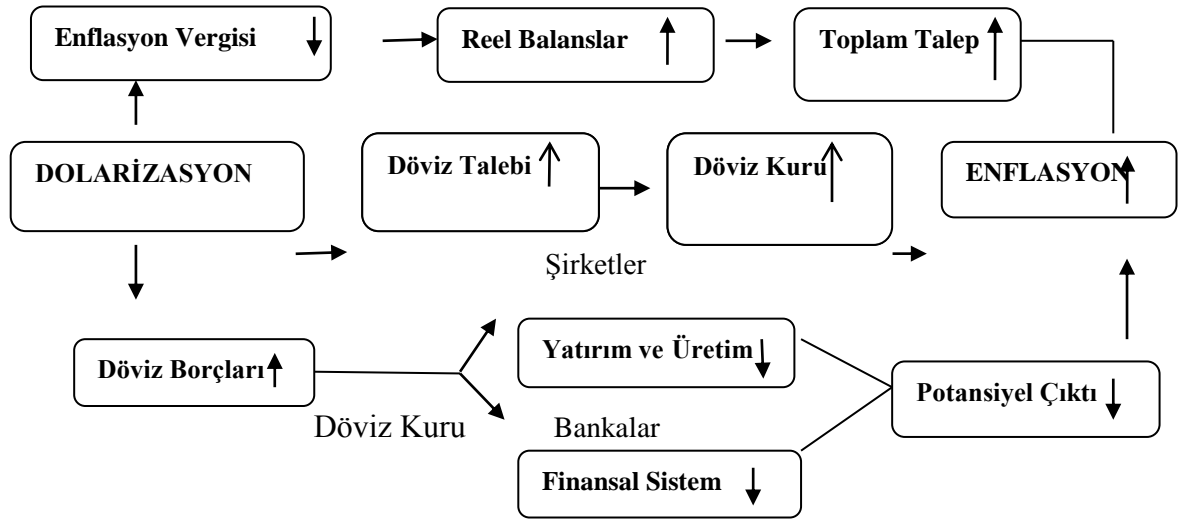 Enflasyon Vergisi
Reel Balanslar
Toplam Talep
DOLARİZASYON
Döviz Talebi
Döviz Kuru
ENFLASYON
Şirketler
Döviz Borçları
Yatırım ve Üretim
Potansiyel Çıktı
Döviz Kuru
Bankalar
Finansal Sistem